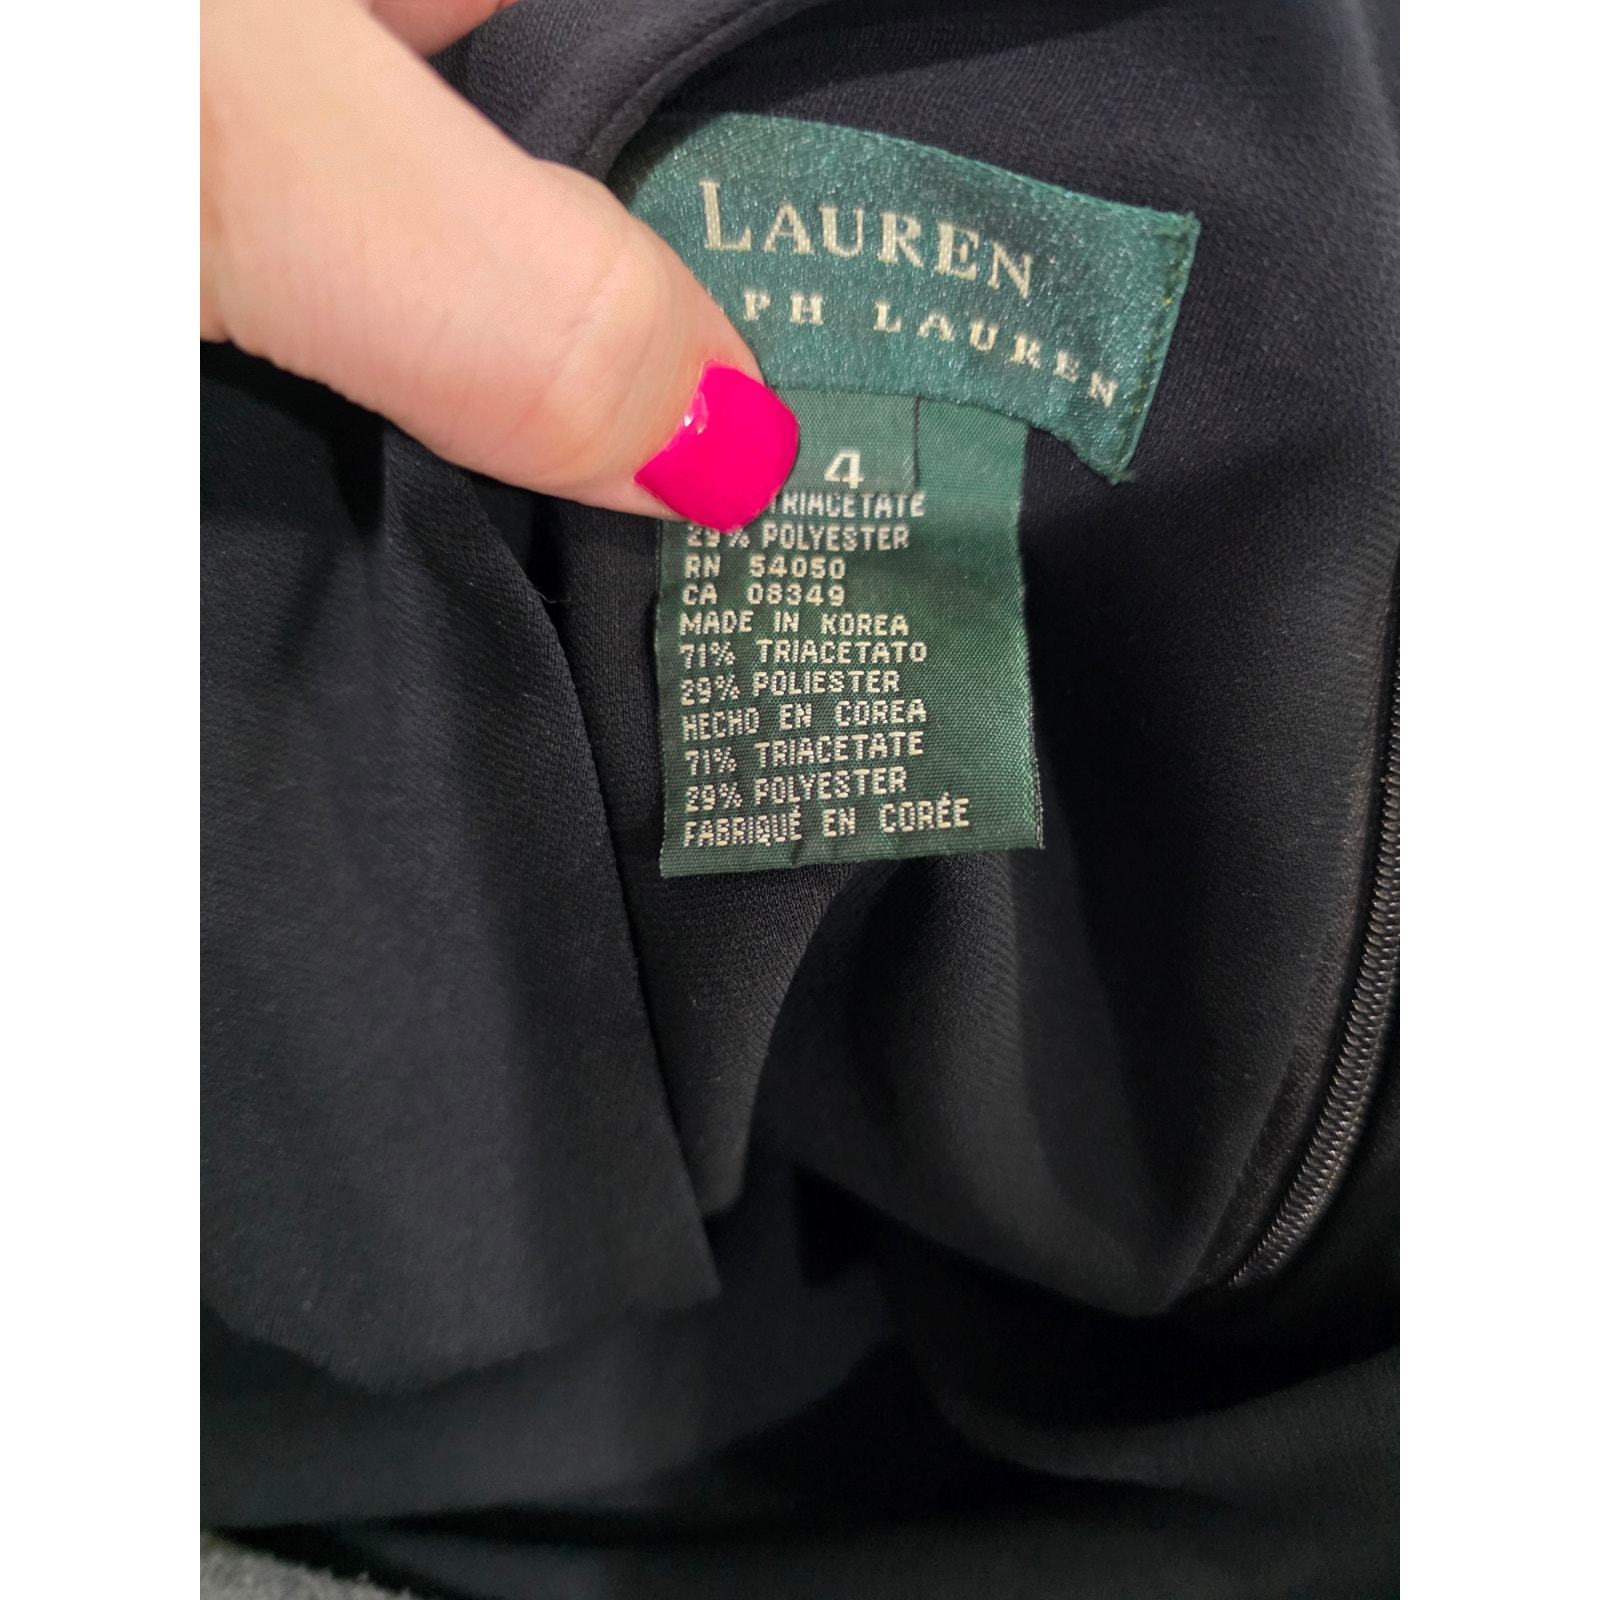 LAUREN
PH LAUREN
4
TRIACETATE
29% POLYESTER
RN 54050
CA 08349
MADE IN KOREA
71% TRIACETATO
29% POLIESTER
HECHO EN COREA
71% TRIACETATE
29% POLYESTER
FABRIQUÉ EN CORÉE